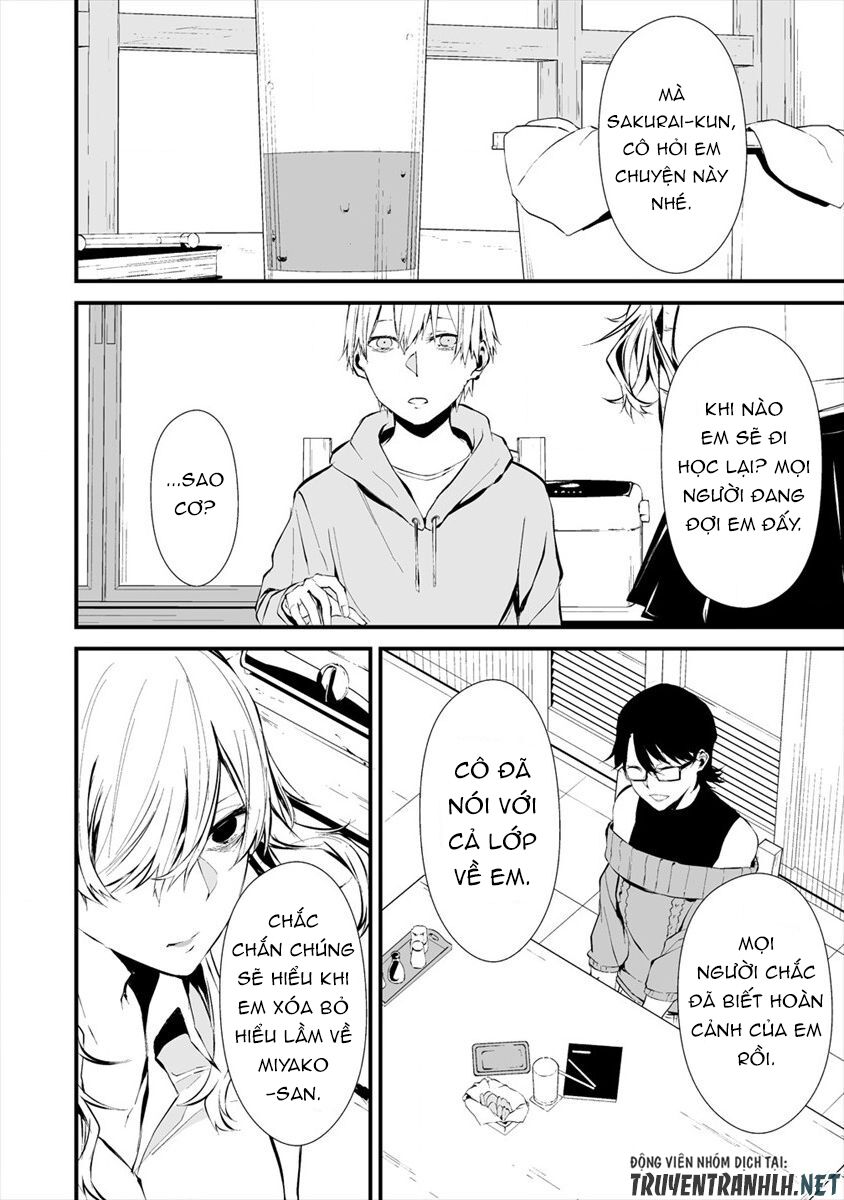 MÀ
SAKURAI-KUN,
CÔ HỎI EM
CHUYỆN NÀY
NHÉ.
KHI NÀO
EM SẼ ĐI
HỌC LẠI? MỌI
NGƯỜI ĐANG
ĐỢI EM ĐẤY.
...SAO
CƠ?
CÔ ĐÃ
NÓI VỚI
CẢ LỚP
VỀ EM.
MỌI
NGƯỜI CHẮC
ĐÃ BIẾT HOÀN
CẢNH CỦA EM
RỒI.
CHẮC
CHẮN CHÚNG
SẼ HIỂU KHI
EM XÓA BỎ
HIỂU LẦM VỀ
MIYAKO
-SAN.
ĐỘNG VIÊN NHÓM DỊCH TẠI:
TRUYENTRANHLH.NET